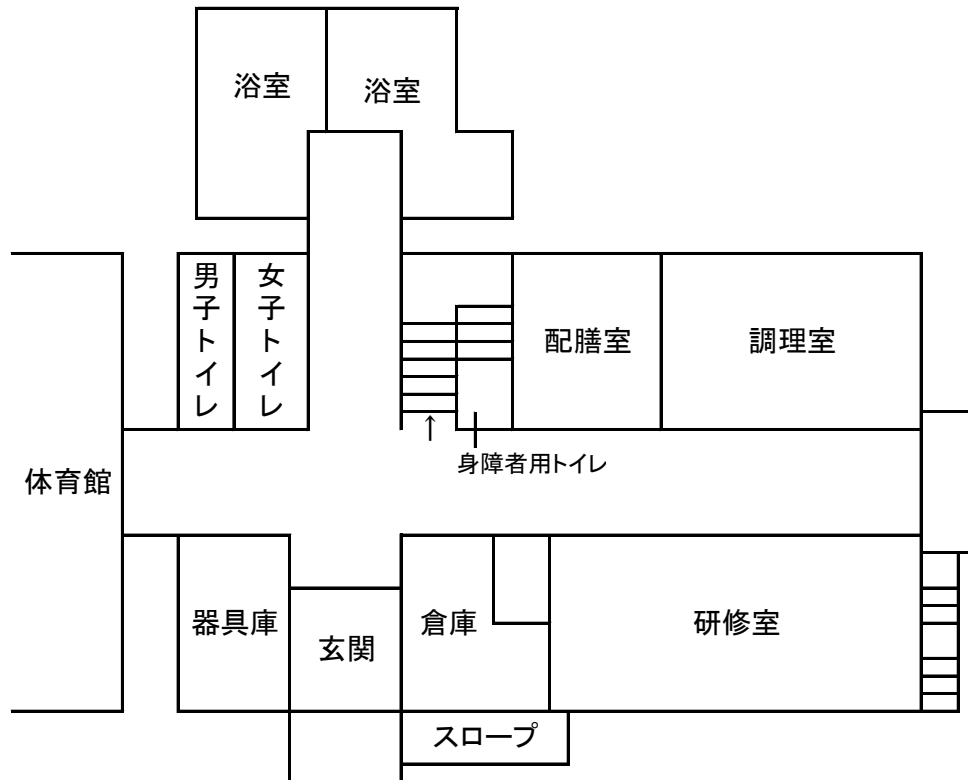 浴室
浴室
男子トイレ
女子トイレ
配膳室
調理室
↑
身障者用トイレ
体育館
器具庫
玄関
倉庫
研修室
スロープ